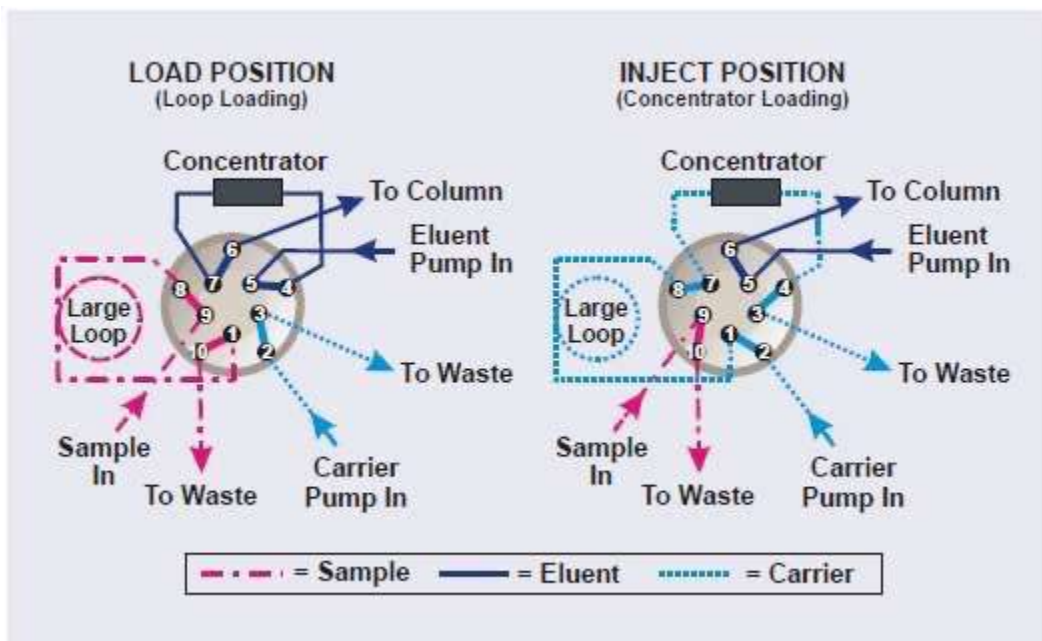 LOAD POSITION
(Loop Loading)
Concentrator
To Column
Eluent
Pump In
6
7
5
4
8
9
3
1
10
2
Large
Loop
To Waste
Sample
In
To Waste
Carrier
Pump In
INJECT POSITION
(Concentrator Loading)
Concentrator
To Column
Eluent
Pump In
6
7
5
4
8
9
3
1
10
2
Large
Loop
To Waste
Sample
In
To Waste
Carrier
Pump In
= Sample = Eluent = Carrier